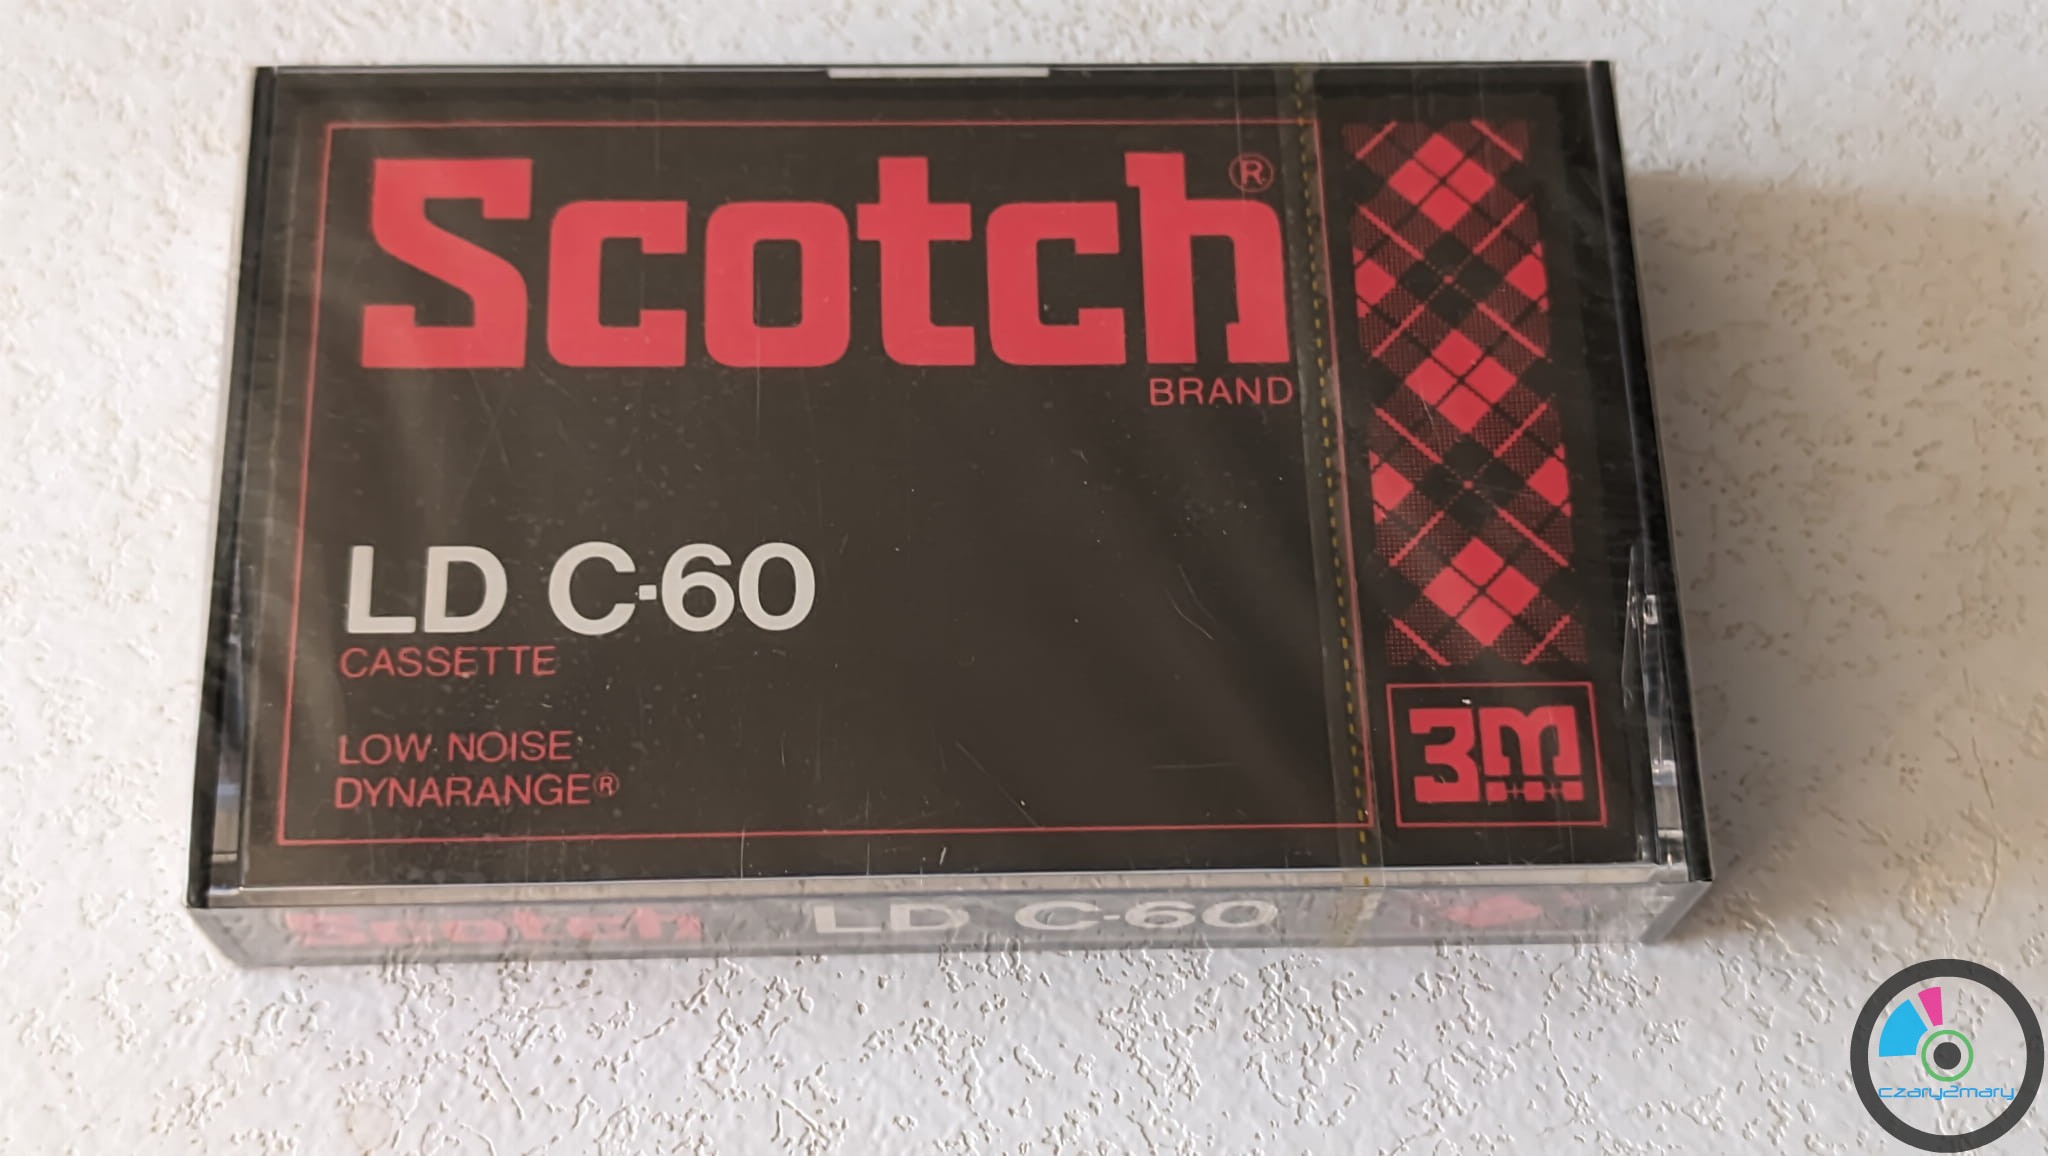 Scotch®
BRAND
LD C-60
CASSETTE
LOW NOISE
DYNARANGE®
3M
Scotch LD C-60
czary2mary